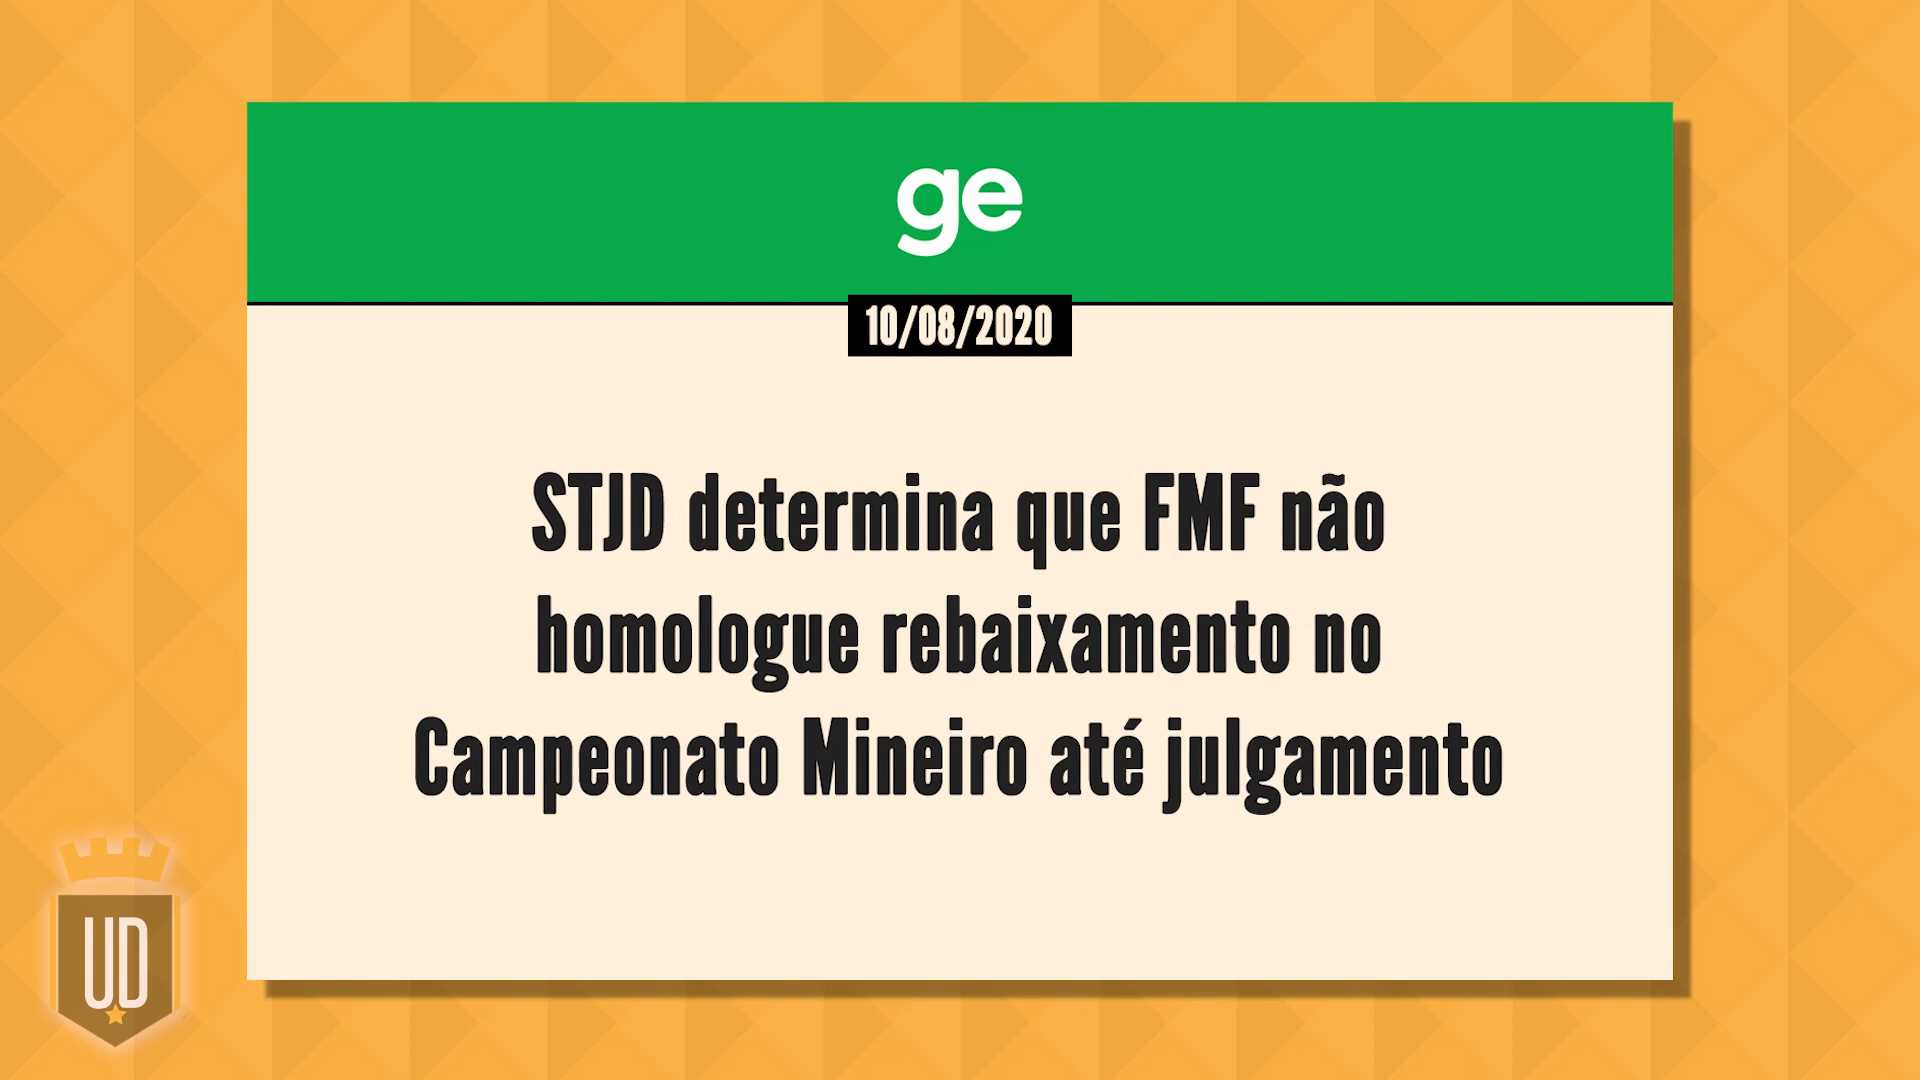 ge
10/08/2020
STJD determina que FMF não
homologue rebaixamento no
Campeonato Mineiro até julgamento
UD